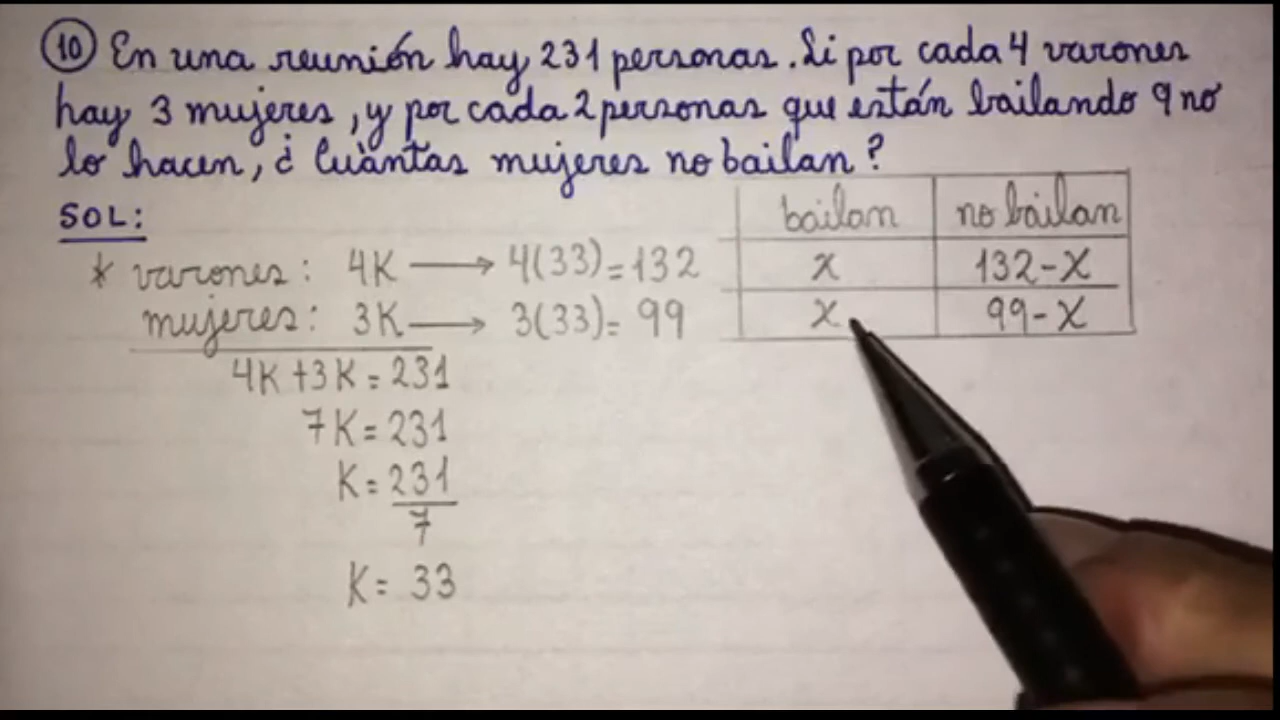 10 En una reunión hay 231 personas. Si por cada 4 varones
hay 3 mujeres, y por cada 2 personas que están bailando 9 no
lo hacen, ¿ Cuàntas mujeres no bailan?
SOL:
bailan no bailan
* varones: 4K → 4(33) = 132 x 132-x
mujeres: 3K → 3(33) = 99 x 99-x
4K+3K = 231
7K = 231
K = 231
7
K = 33